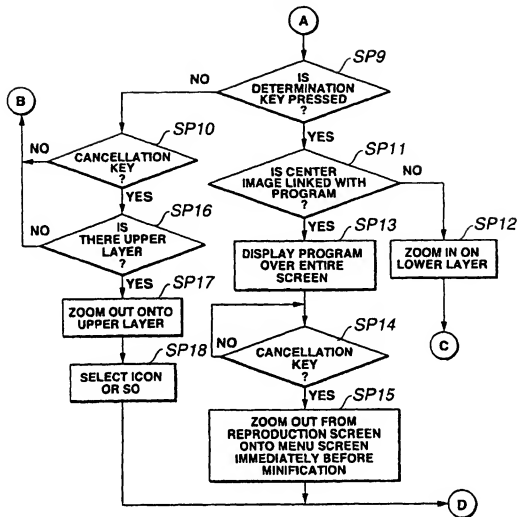 A
SP9
IS
DETERMINATION
KEY PRESSED
?
NO
YES
B
SP10
CANCELLATION
KEY?
NO
YES
SP11
IS CENTER
IMAGE LINKED WITH
PROGRAM?
NO
YES
SP16
IS
THERE UPPER
LAYER
?
NO
YES
SP13
DISPLAY PROGRAM
OVER ENTIRE
SCREEN
SP12
ZOOM IN ON
LOWER LAYER
C
SP17
ZOOM OUT ONTO
UPPER LAYER
SP14
CANCELLATION
KEY
?
NO
YES
SP18
SELECT ICON
OR SO
SP15
ZOOM OUT FROM
REPRODUCTION SCREEN
ONTO MENU SCREEN
IMMEDIATELY BEFORE
MINIFICATION
D